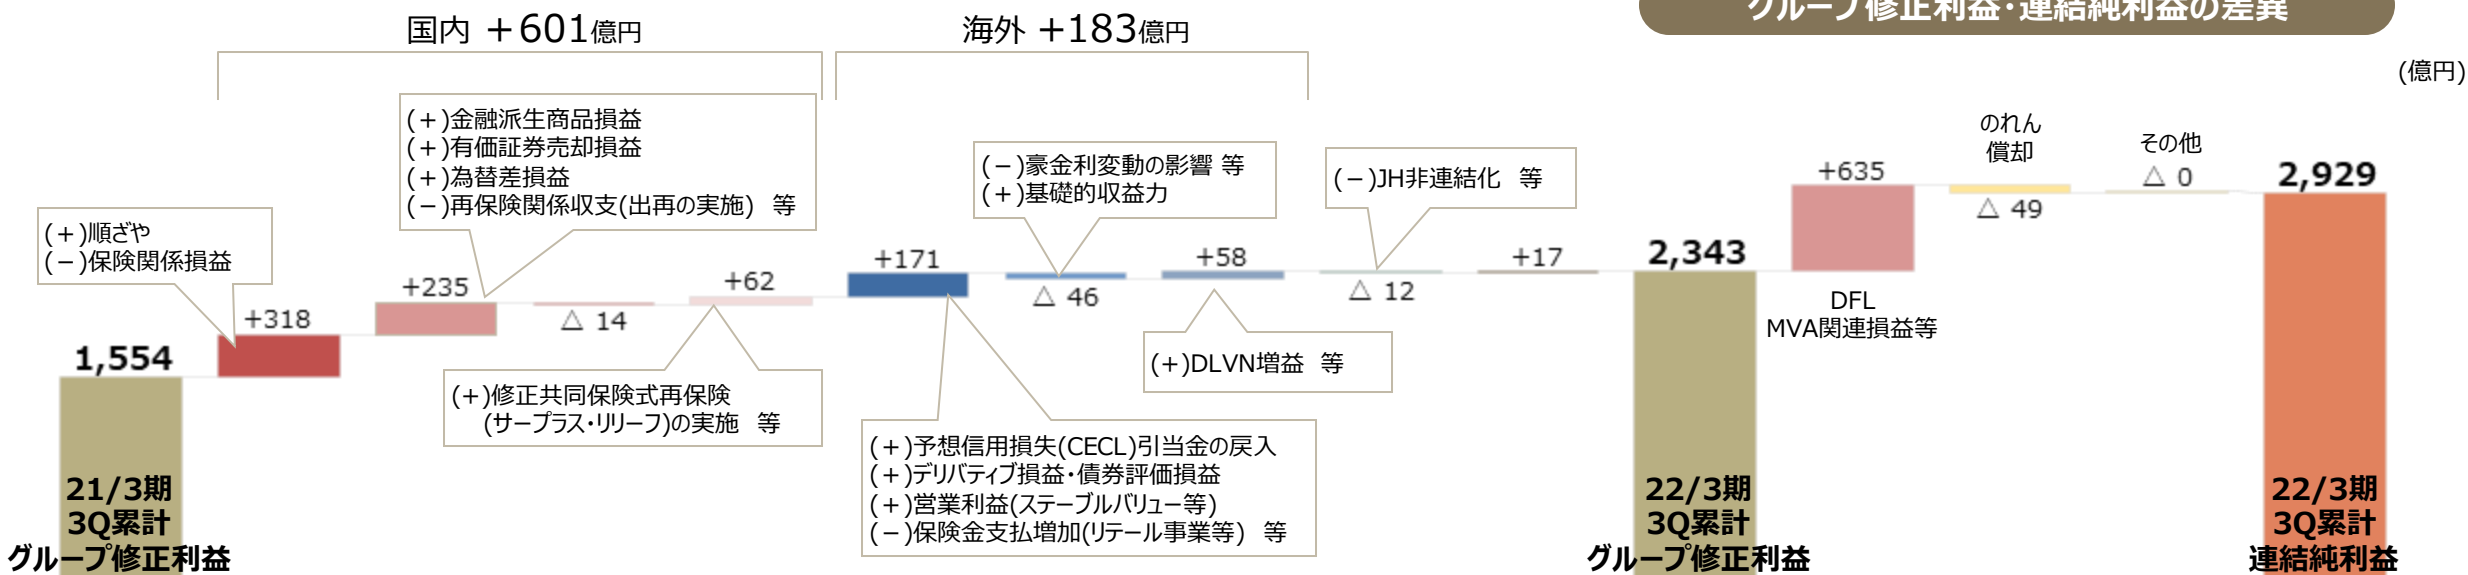 国内 +601億円
海外 +183億円
グループ修正利益・連結純利益の差異
(億円)
(+)順ざや
(-)保険関係損益
(+)金融派生商品損益
(+)有価証券売却損益
(+)為替差損益
(-)再保険関係収支(出再の実施) 等
(-)豪金利変動の影響 等
(+)基礎的収益力
(-)JH非連結化 等
のれん
償却
その他
1,554
+318
+235
△ 14
+62
+171
△ 46
+58
△ 12
+17
2,343
+635
△ 49
△ 0
2,929
DFL
MVA関連損益等
(+)修正共同保険式再保険
(サープラス・リリーフ)の実施 等
(+)DLVN増益 等
(+)予想信用損失(CECL)引当金の戻入
(+)デリバティブ損益・債券評価損益
(+)営業利益(ステーブルバリュー等)
(-)保険金支払増加(リテール事業等) 等
21/3期
3Q累計
グループ修正利益
22/3期
3Q累計
グループ修正利益
22/3期
3Q累計
連結純利益